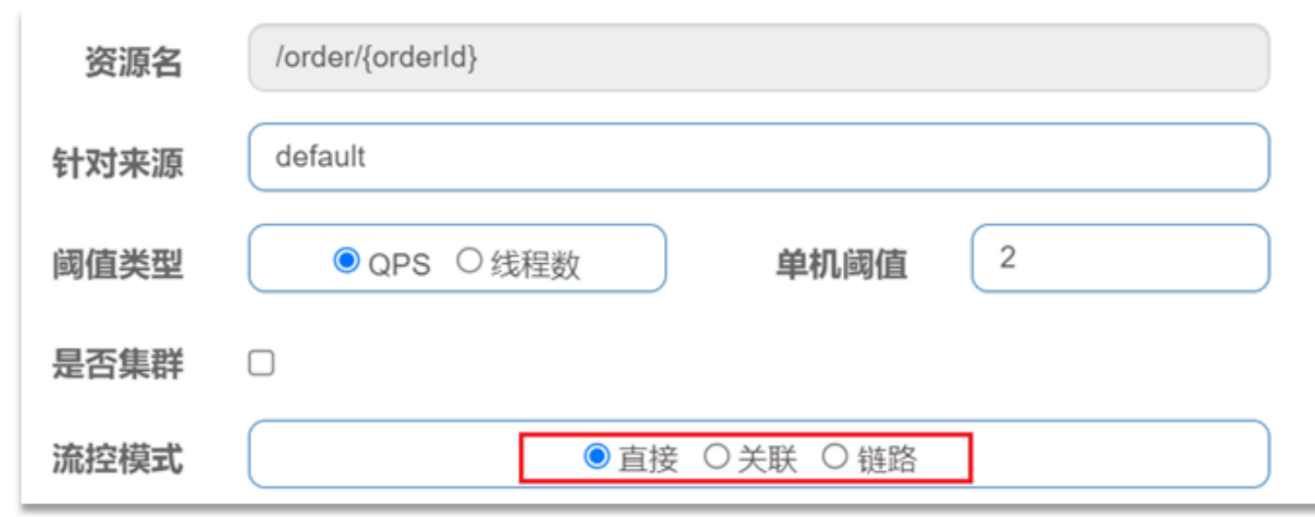 资源名 /order/{orderId}
针对来源 default
阈值类型 QPS 线程数 单机阈值 2
是否集群
流控模式 直接 关联 链路